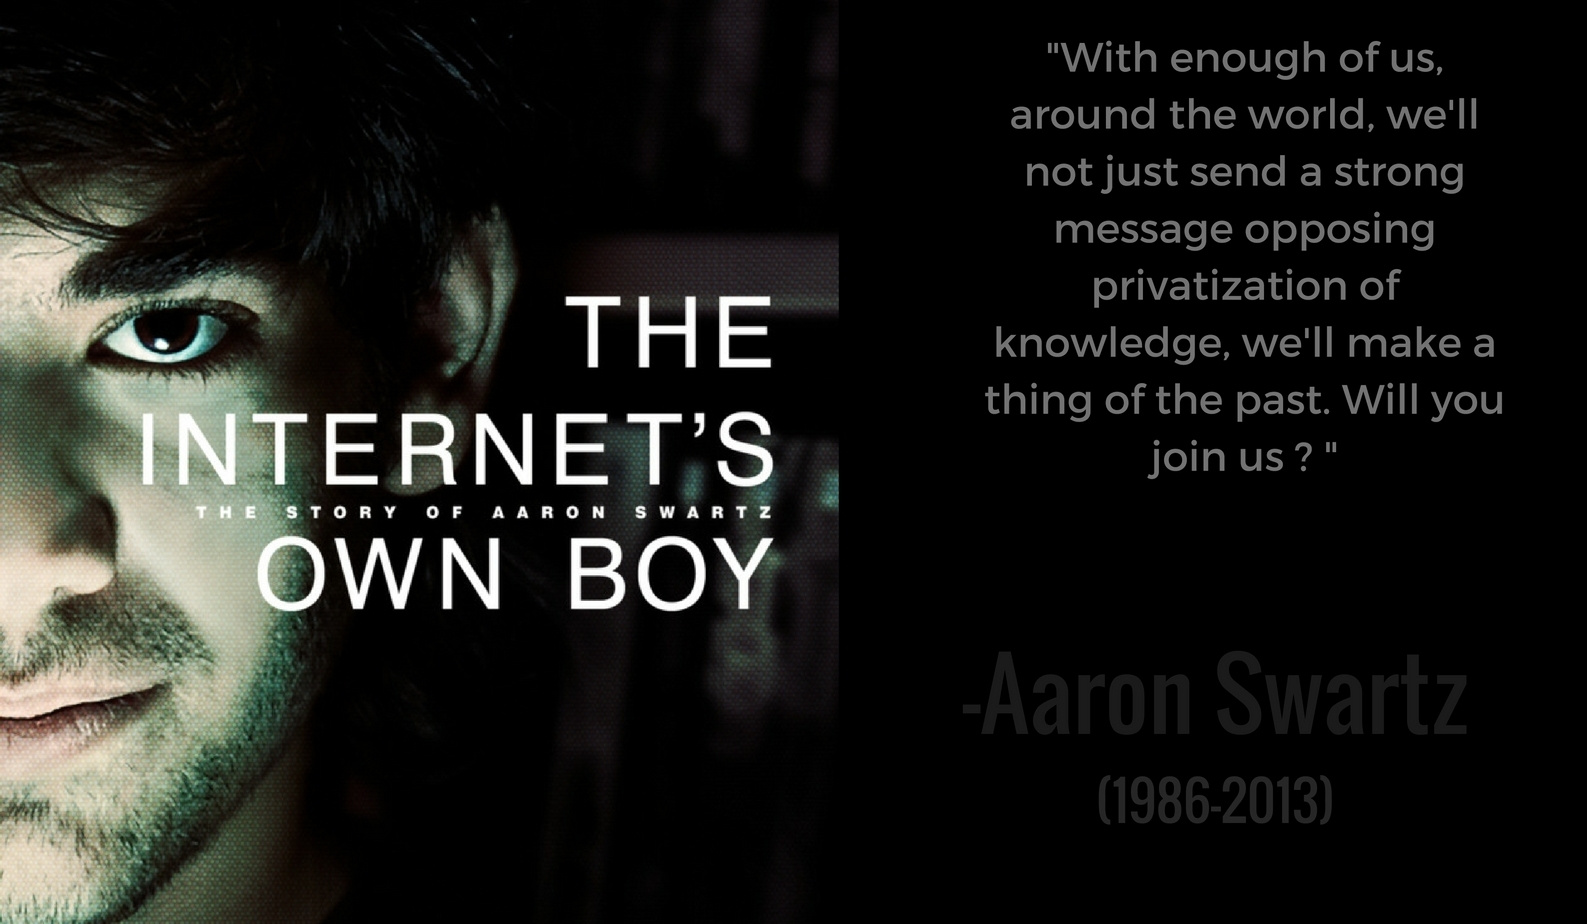 THE
INTERNET'S
THE STORY OF AARON SWARTZ
OWN BOY
"With enough of us,
around the world, we'll
not just send a strong
message opposing
privatization of
knowledge, we'll make a
thing of the past. Will you
join us ? "
-Aaron Swartz
(1986-2013)